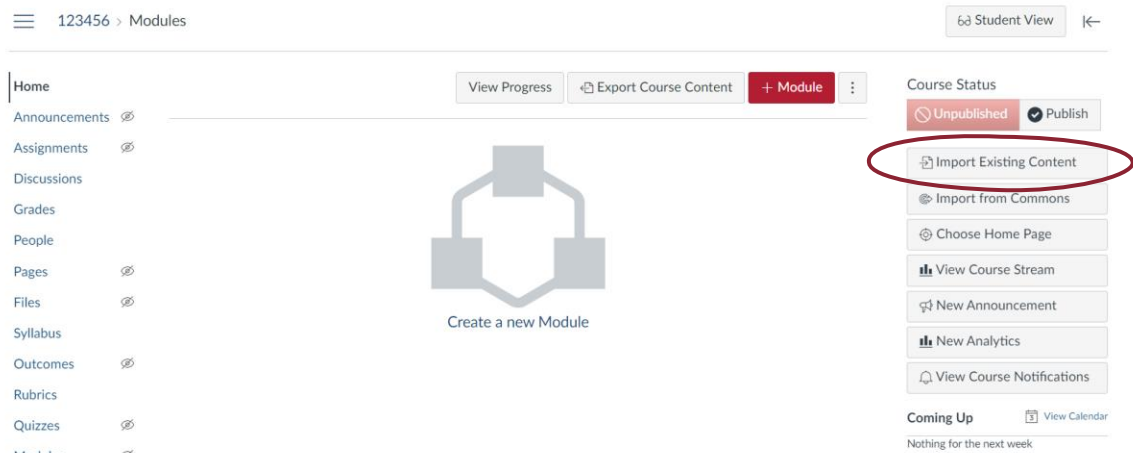 123456 › Modules
Student View
Home
Announcements
Assignments
Discussions
Grades
People
Pages
Files
Syllabus
Outcomes
Rubrics
Quizzes
View Progress
Export Course Content
+ Module
Create a new Module
Course Status
Unpublished
Publish
Import Existing Content
Import from Commons
Choose Home Page
View Course Stream
New Announcement
New Analytics
View Course Notifications
Coming Up
3 View Calendar
Nothing for the next week